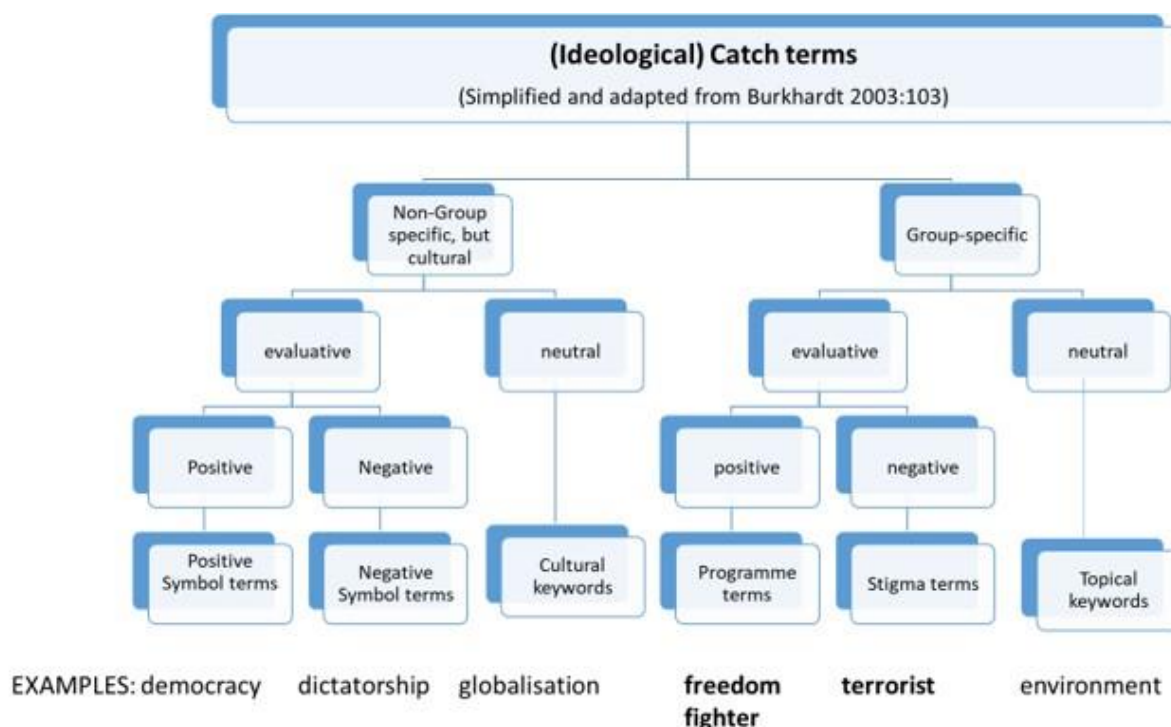 (Ideological) Catch terms
(Simplified and adapted from Burkhardt 2003:103)
Non-Group
specific, but
cultural
Group-specific
evaluative
neutral
evaluative
neutral
Positive
Negative
positive
negative
Positive
Symbol terms
Negative
Symbol terms
Cultural
keywords
Programme
terms
Stigma terms
Topical
keywords
EXAMPLES: democracy dictatorship globalisation freedom terrorist environment
fighter